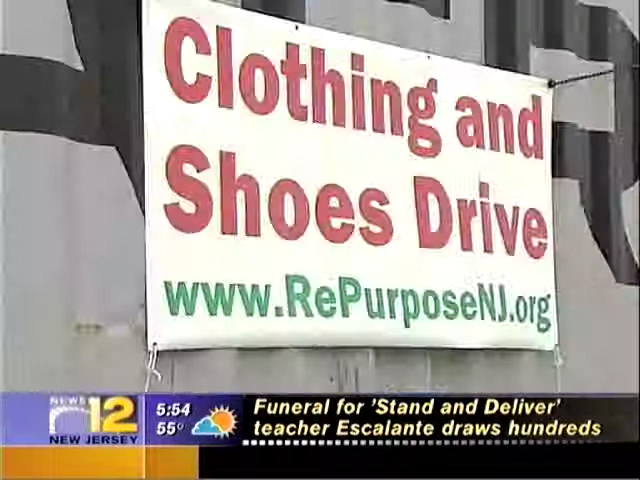 Clothing and
Shoes Drive
www.RePurposeNJ.org
NEWS
12
NEW JERSEY
5:54
55°
Funeral for 'Stand and Deliver'
teacher Escalante draws hundreds